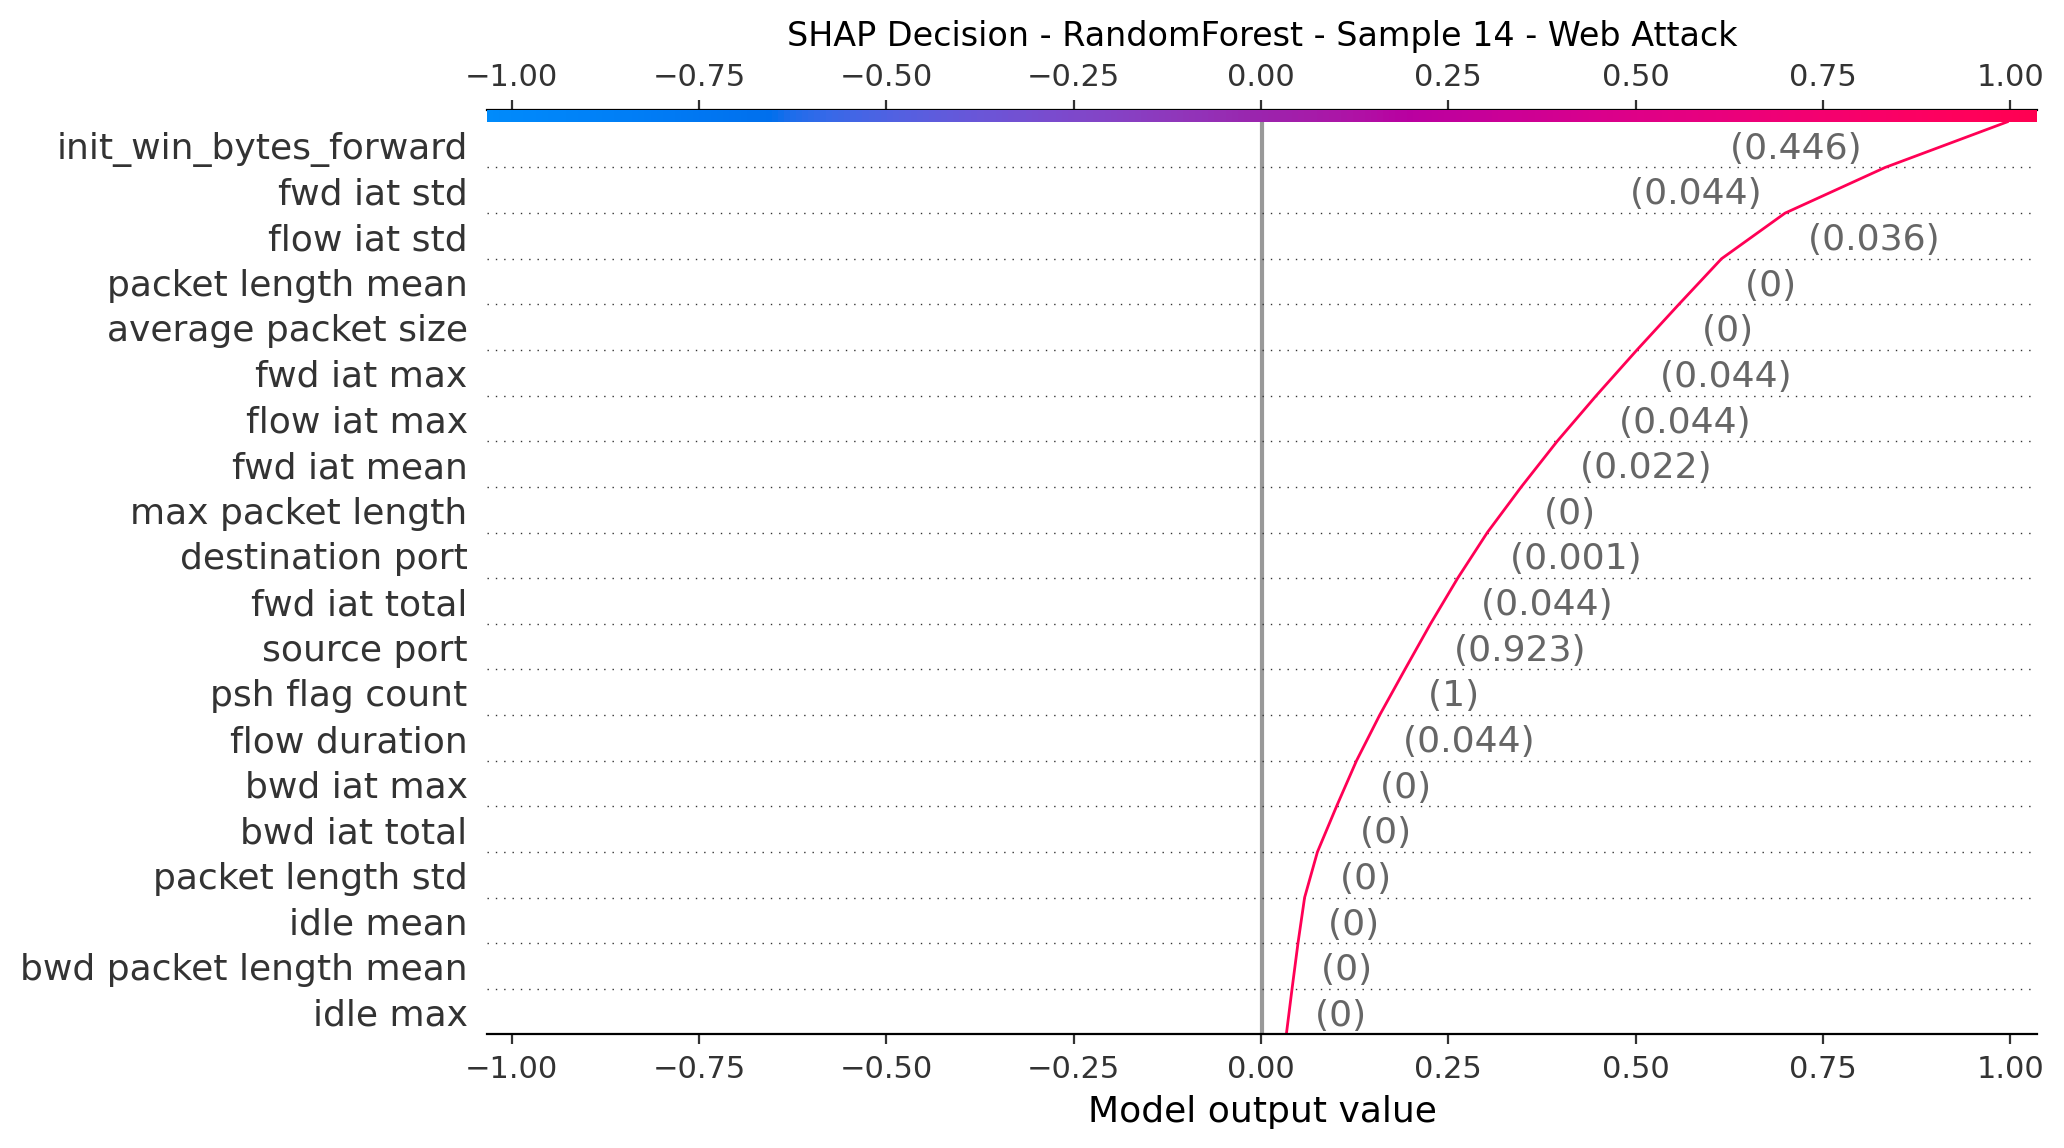 SHAP Decision - RandomForest - Sample 14 - Web Attack
−1.00 −0.75 −0.50 −0.25 0.00 0.25 0.50 0.75 1.00
init_win_bytes_forward (0.446)
fwd iat std (0.044)
flow iat std (0.036)
packet length mean (0)
average packet size (0)
fwd iat max (0.044)
flow iat max (0.044)
fwd iat mean (0.022)
max packet length (0)
destination port (0.001)
fwd iat total (0.044)
source port (0.923)
psh flag count (1)
flow duration (0.044)
bwd iat max (0)
bwd iat total (0)
packet length std (0)
idle mean (0)
bwd packet length mean (0)
idle max (0)
−1.00 −0.75 −0.50 −0.25 0.00 0.25 0.50 0.75 1.00
Model output value